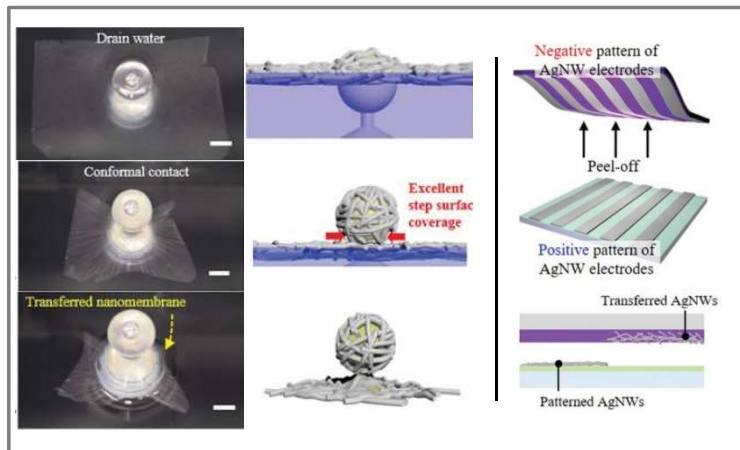 Drain water
Conformal contact
Transferred nanomembrane
Excellent
step surfac
coverage
Negative pattern of
AgNW electrodes
Peel-off
Positive pattern of
AgNW electrodes
Transferred AgNWs
Patterned AgNWs